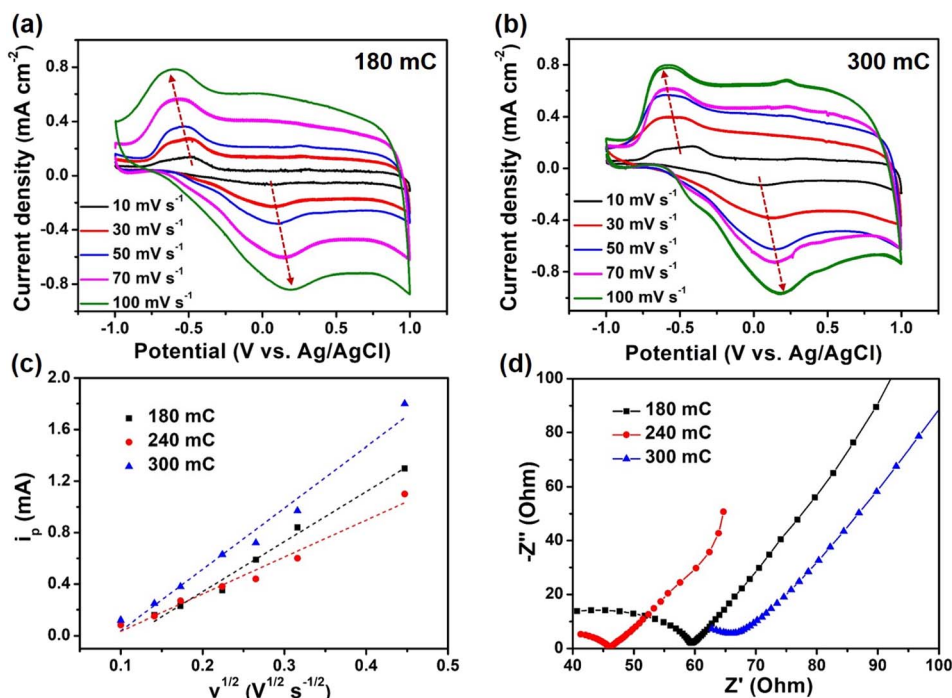 (a)
180 mC
Current density (mA cm-2)
0.8
0.4
0.0
-0.4
-0.8
10 mV s-1
30 mV s-1
50 mV s-1
70 mV s-1
100 mV s-1
-1.0 -0.5 0.0 0.5 1.0
Potential (V vs. Ag/AgCl)
(b)
300 mC
Current density (mA cm-2)
0.8
0.4
0.0
-0.4
-0.8
10 mV s-1
30 mV s-1
50 mV s-1
70 mV s-1
100 mV s-1
-1.0 -0.5 0.0 0.5 1.0
Potential (V vs. Ag/AgCl)
(c)
180 mC
240 mC
300 mC
ip (mA)
1.8
1.2
0.6
0.0
0.1 0.2 0.3 0.4 0.5
v1/2 (V1/2 s-1/2)
(d)
180 mC
240 mC
300 mC
-Z'' (Ohm)
100
80
60
40
20
0
40 50 60 70 80 90 100
Z' (Ohm)